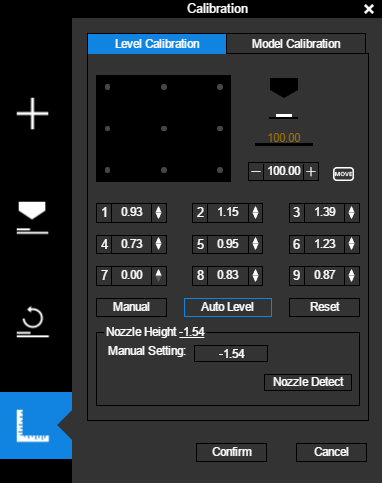 Calibration
Level Calibration Model Calibration
100.00
100.00 MOVE
1 0.93 2 1.15 3 1.39
4 0.73 5 0.95 6 1.23
7 0.00 8 0.83 9 0.87
Manual Auto Level Reset
Nozzle Height -1.54
Manual Setting: -1.54
Nozzle Detect
Confirm Cancel